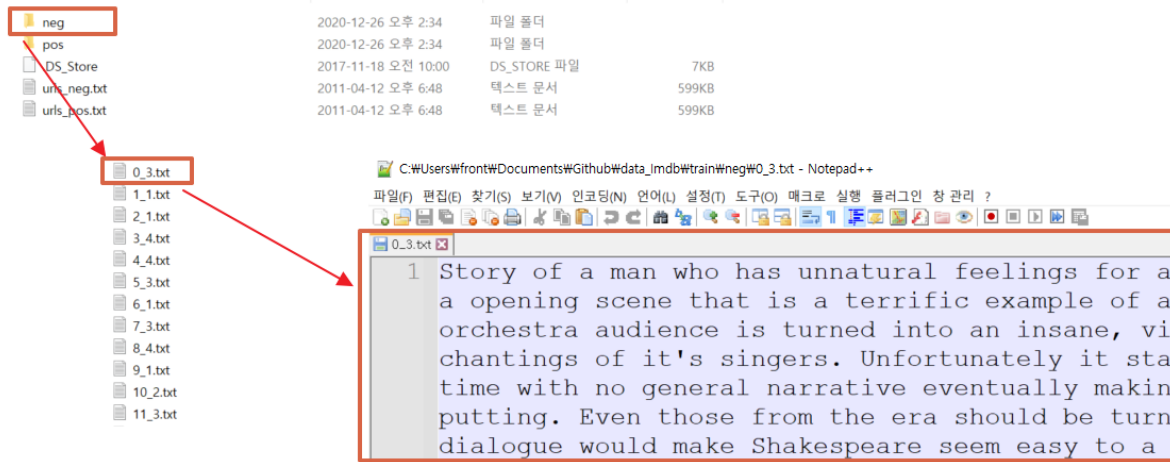 neg 2020-12-26 오후 2:34 파일 폴더
pos 2020-12-26 오후 2:34 파일 폴더
.DS_Store 2017-11-18 오전 10:00 DS_STORE 파일 7KB
urls_neg.txt 2011-04-12 오후 6:48 텍스트 문서 599KB
urls_pos.txt 2011-04-12 오후 6:48 텍스트 문서 599KB
0_3.txt
1_1.txt
2_1.txt
3_4.txt
4_4.txt
5_3.txt
6_1.txt
7_3.txt
8_4.txt
9_1.txt
10_2.txt
11_3.txt
C:₩Users₩front₩Documents₩Github₩data_Imdb₩train₩neg₩0_3.txt - Notepad++
파일(F) 편집(E) 찾기(S) 보기(V) 인코딩(N) 언어(L) 설정(T) 도구(O) 매크로 실행 플러그인 창 관리 ?
0_3.txt
1 Story of a man who has unnatural feelings for a
a opening scene that is a terrific example of a
orchestra audience is turned into an insane, vi
chantings of it's singers. Unfortunately it sta
time with no general narrative eventually makin
putting. Even those from the era should be turn
dialogue would make Shakespeare seem easy to a